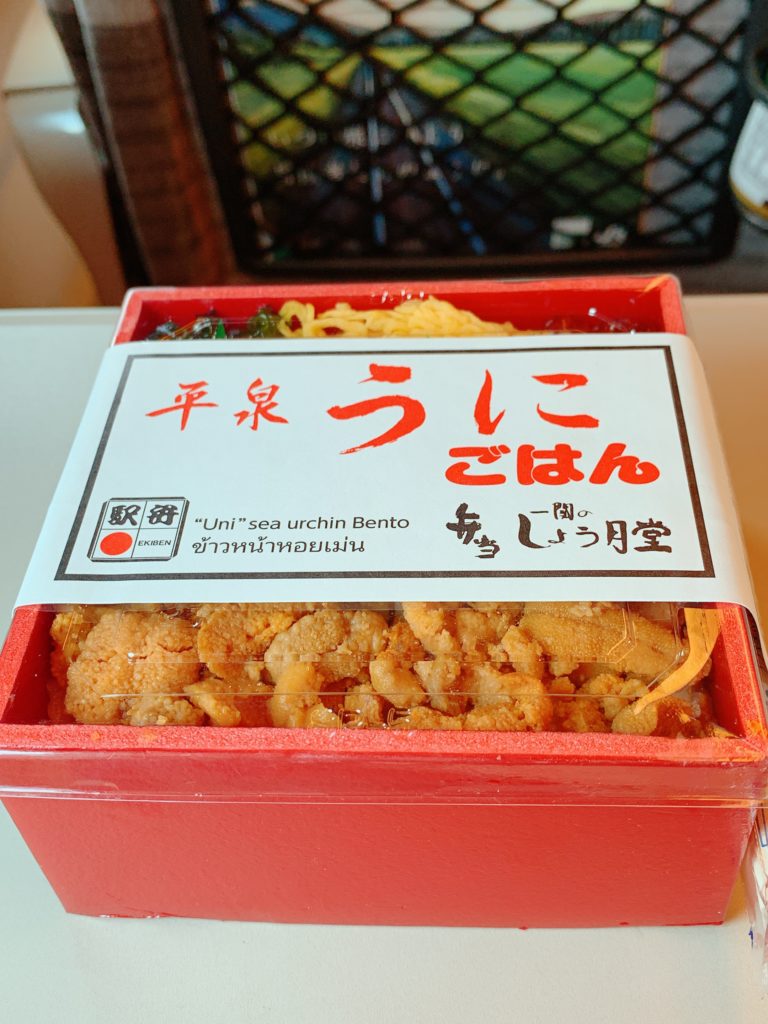 平泉 うに
ごはん
駅弁
EKIBEN
"Uni" sea urchin Bento
ข้าวหน้าหอยเม่น
弁当 一関の しょう月堂